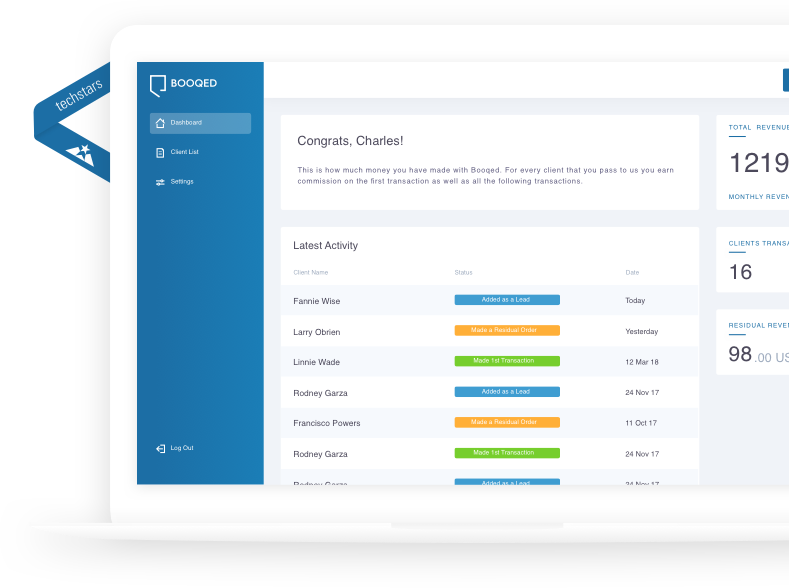 techstars
BOOQED
Dashboard
Client List
Settings
Log Out
Congrats, Charles!
This is how much money you have made with Booqed. For every client that you pass to us you earn
commission on the first transaction as well as all the following transactions.
Latest Activity
Client Name Status Date
Fannie Wise Added as a Lead Today
Larry Obrien Made a Residual Order Yesterday
Linnie Wade Made 1st Transaction 12 Mar 18
Rodney Garza Added as a Lead 24 Nov 17
Francisco Powers Made a Residual Order 11 Oct 17
Rodney Garza Made 1st Transaction 24 Nov 17
Rodney Garza Added as a Lead 24 Nov 17
TOTAL REVENUE
1219
MONTHLY REVEN
CLIENTS TRANSA
16
RESIDUAL REVEN
98.00 US